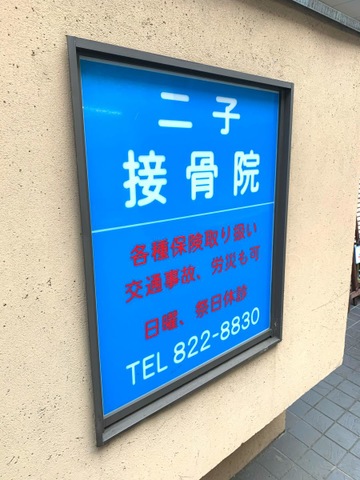 二子
接骨院
各種保険取り扱い
交通事故、労災も可
日曜、祭日休診
TEL 822-8830